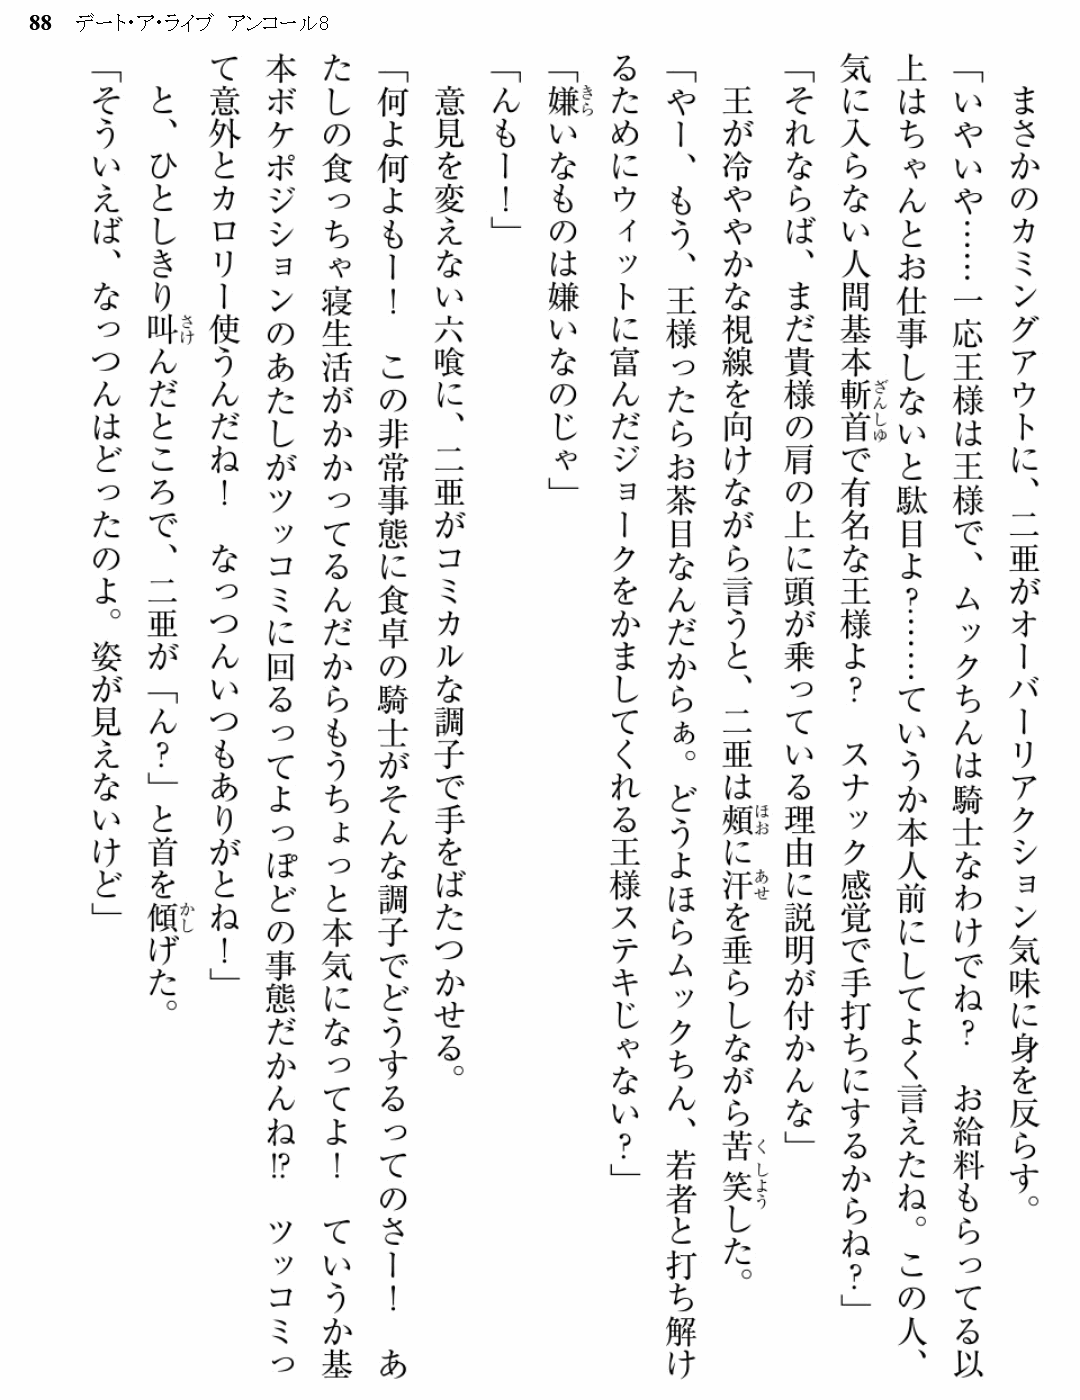 88 デート・ア・ライブ アンコール8
まさかのカミングアウトに、二亜がオーバーリアクション気味に身を反らす。
「いやいや……一応王様は王様で、ムックちんは騎士なわけでね？　お給料もらってる以
上はちゃんとお仕事しないと駄目よ？……ていうか本人前にしてよく言えたね。この人、
気に入らない人間基本斬首で有名な王様よ？　スナック感覚で手打ちにするからね？」
「それならば、まだ貴様の肩の上に頭が乗っている理由に説明が付かんな」
王が冷ややかな視線を向けながら言うと、二亜は頰に汗を垂らしながら苦笑した。
「やー、もう、王様ったらお茶目なんだからぁ。どうよほらムックちん、若者と打ち解け
るためにウィットに富んだジョークをかましてくれる王様ステキじゃない？」
「嫌いなものは嫌いなのじゃ」
「んもー！」
意見を変えない六喰に、二亜がコミカルな調子で手をばたつかせる。
「何よ何よもー！　この非常事態に食卓の騎士がそんな調子でどうするってのさー！　あ
たしの食っちゃ寝生活がかかってるんだからもうちょっと本気になってよ！　ていうか基
本ボケポジションのあたしがツッコミに回るってよっぽどの事態だかんね!?　ツッコミっ
て意外とカロリー使うんだね！　なっつんいつもありがとね！」
と、ひとしきり叫んだところで、二亜が「ん？」と首を傾げた。
「そういえば、なっつんはどったのよ。姿が見えないけど」